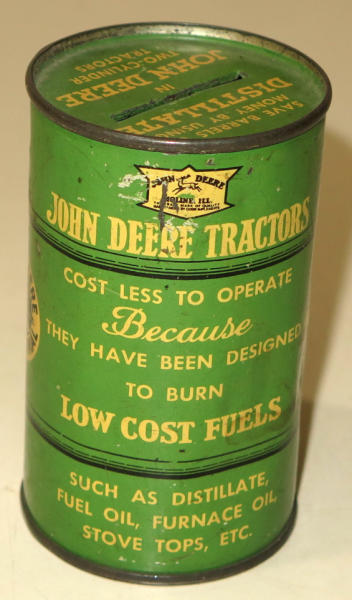 SAVE BARRELS
MONEY BY USING
DISTILLATE
IN
JOHN DEERE
TWO-CYLINDER
TRACTORS
JOHN DEERE
MOLINE, ILL.
JOHN DEERE TRACTORS
COST LESS TO OPERATE
Because
THEY HAVE BEEN DESIGNED
TO BURN
LOW COST FUELS
SUCH AS DISTILLATE,
FUEL OIL, FURNACE OIL,
STOVE TOPS, ETC.